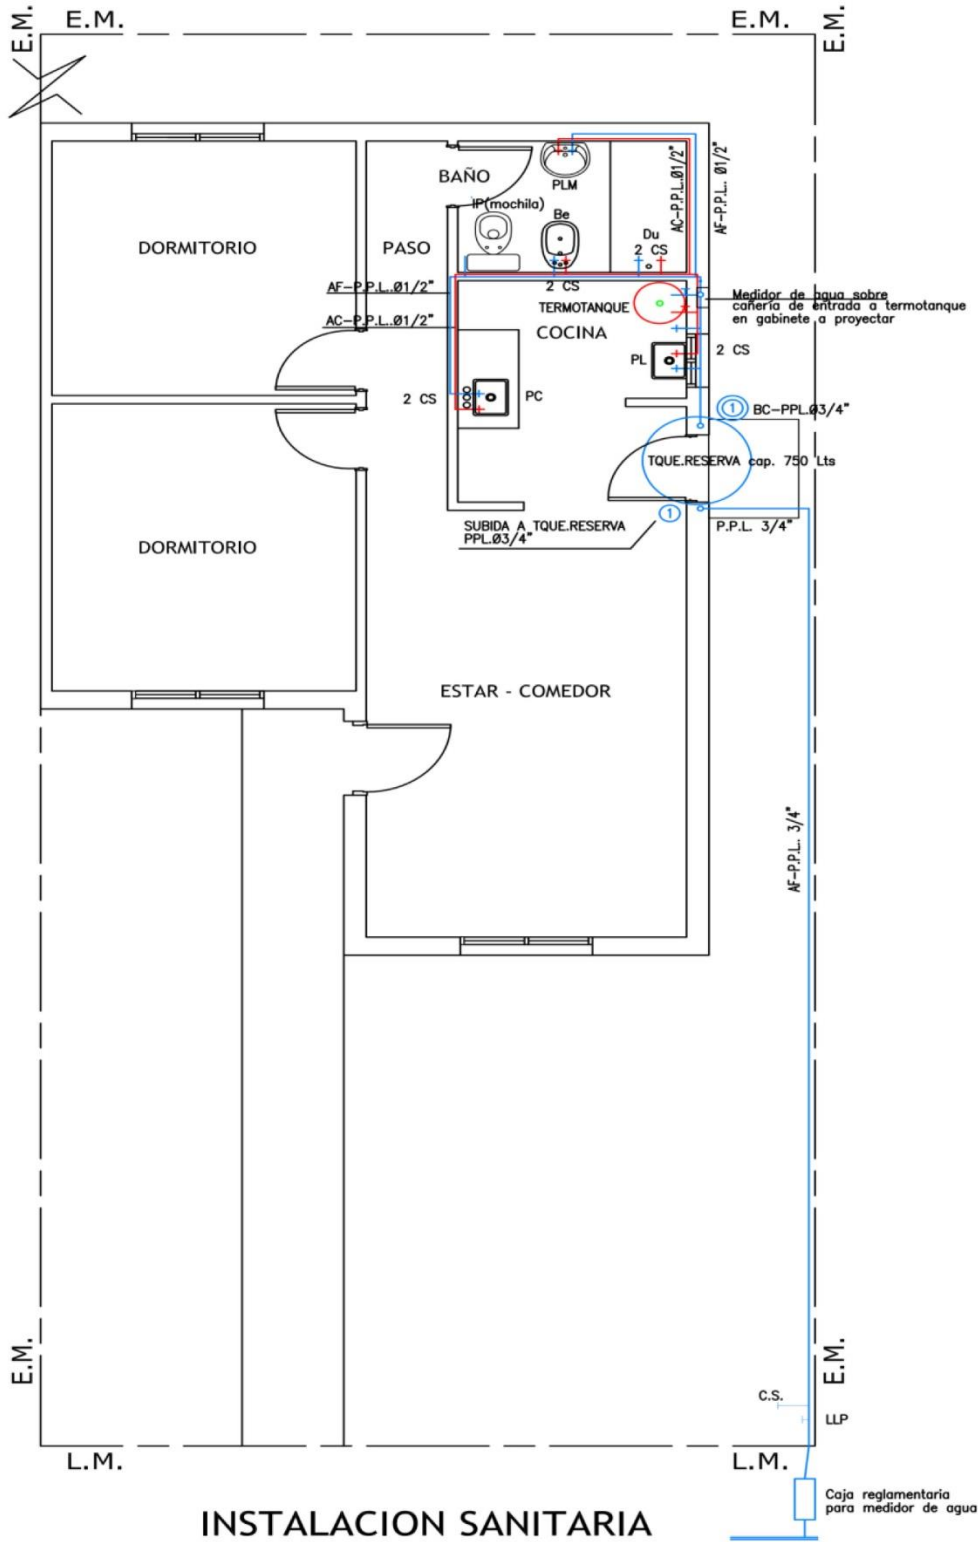 E.M.
E.M.
E.M.
E.M.
BAÑO
IP(mochila)
PLM
Be
AC-P.P.L.Ø1/2"
AF-P.P.L. Ø1/2"
DORMITORIO
PASO
Du
2 CS
AF-P.P.L.Ø1/2"
2 CS
TERMOTANQUE
Medidor de agua sobre
cañería de entrada a termotanque
en gabinete a proyectar
AC-P.P.L.Ø1/2"
COCINA
PL
2 CS
2 CS
PC
1
BC-PPL.Ø3/4"
TQUE.RESERVA cap. 750 Lts
SUBIDA A TQUE.RESERVA
PPL.Ø3/4"
1
P.P.L. 3/4"
DORMITORIO
ESTAR - COMEDOR
AF-P.P.L. 3/4"
E.M.
E.M.
C.S.
LLP
L.M.
L.M.
Caja reglamentaria
para medidor de agua
INSTALACION SANITARIA